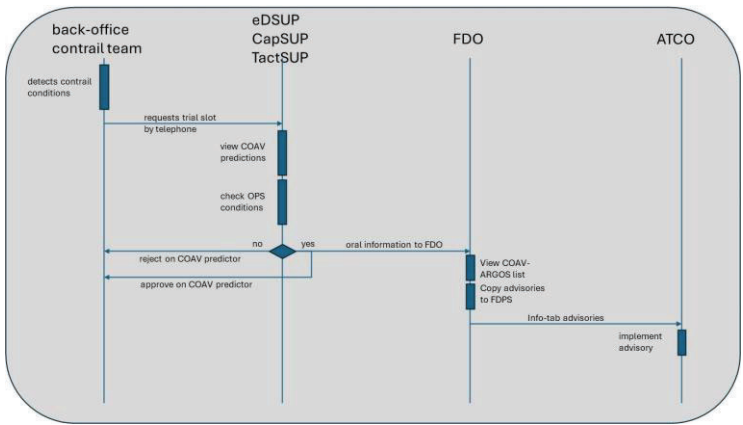 back-office
contrail team
eDSUP
CapSUP
TactSUP
FDO
ATCO
detects contrail
conditions
requests trial slot
by telephone
view COAV
predictions
check OPS
conditions
no
yes
oral information to FDO
reject on COAV predictor
approve on COAV predictor
View COAV-
ARGOS list
Copy advisories
to FDPS
Info-tab advisories
implement
advisory